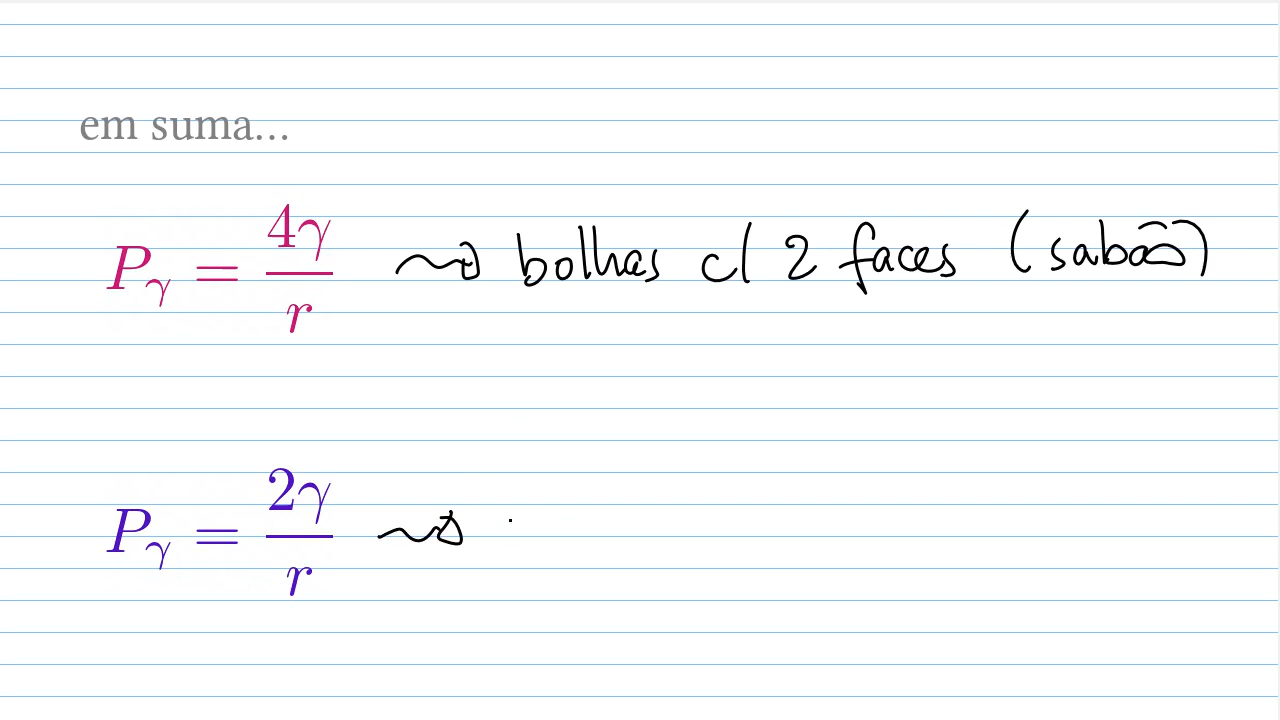 em suma...
P_γ = 4γ/r ⇝ bolhas c/ 2 faces (sabão)
P_γ = 2γ/r ⇝